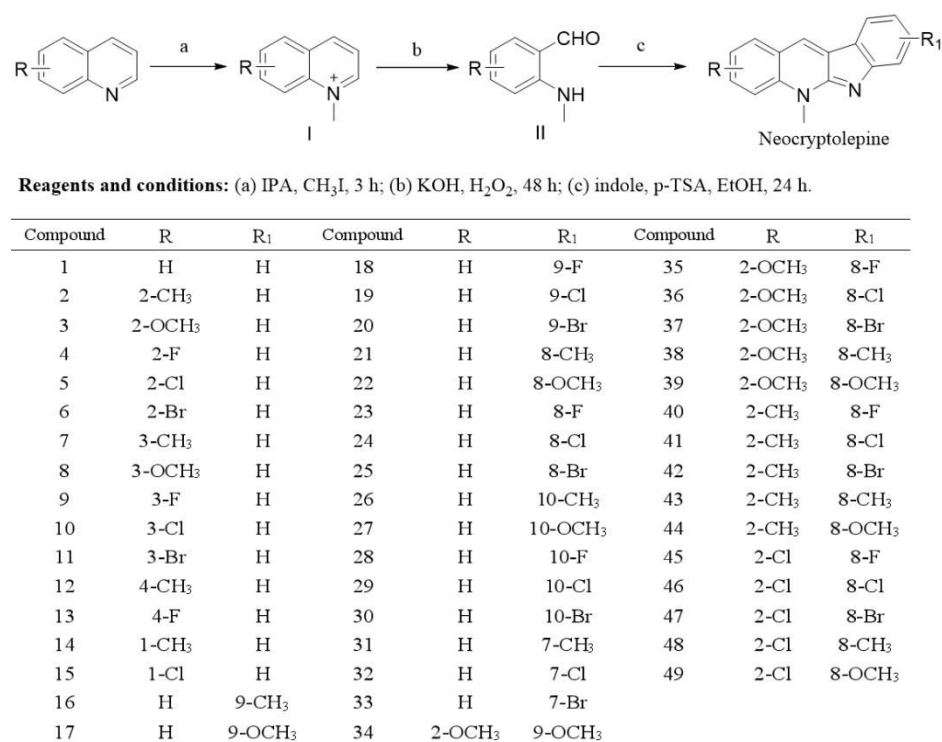 a
b
c
R
N
R
N
+
I
R
CHO
NH
II
R
N
N
R1
Neocryptolepine
Reagents and conditions: (a) IPA, CH3I, 3 h; (b) KOH, H2O2, 48 h; (c) indole, p-TSA, EtOH, 24 h.
Compound R R1 Compound R R1 Compound R R1
1 H H 18 H 9-F 35 2-OCH3 8-F
2 2-CH3 H 19 H 9-Cl 36 2-OCH3 8-Cl
3 2-OCH3 H 20 H 9-Br 37 2-OCH3 8-Br
4 2-F H 21 H 8-CH3 38 2-OCH3 8-CH3
5 2-Cl H 22 H 8-OCH3 39 2-OCH3 8-OCH3
6 2-Br H 23 H 8-F 40 2-CH3 8-F
7 3-CH3 H 24 H 8-Cl 41 2-CH3 8-Cl
8 3-OCH3 H 25 H 8-Br 42 2-CH3 8-Br
9 3-F H 26 H 10-CH3 43 2-CH3 8-CH3
10 3-Cl H 27 H 10-OCH3 44 2-CH3 8-OCH3
11 3-Br H 28 H 10-F 45 2-Cl 8-F
12 4-CH3 H 29 H 10-Cl 46 2-Cl 8-Cl
13 4-F H 30 H 10-Br 47 2-Cl 8-Br
14 1-CH3 H 31 H 7-CH3 48 2-Cl 8-CH3
15 1-Cl H 32 H 7-Cl 49 2-Cl 8-OCH3
16 H 9-CH3 33 H 7-Br
17 H 9-OCH3 34 2-OCH3 9-OCH3